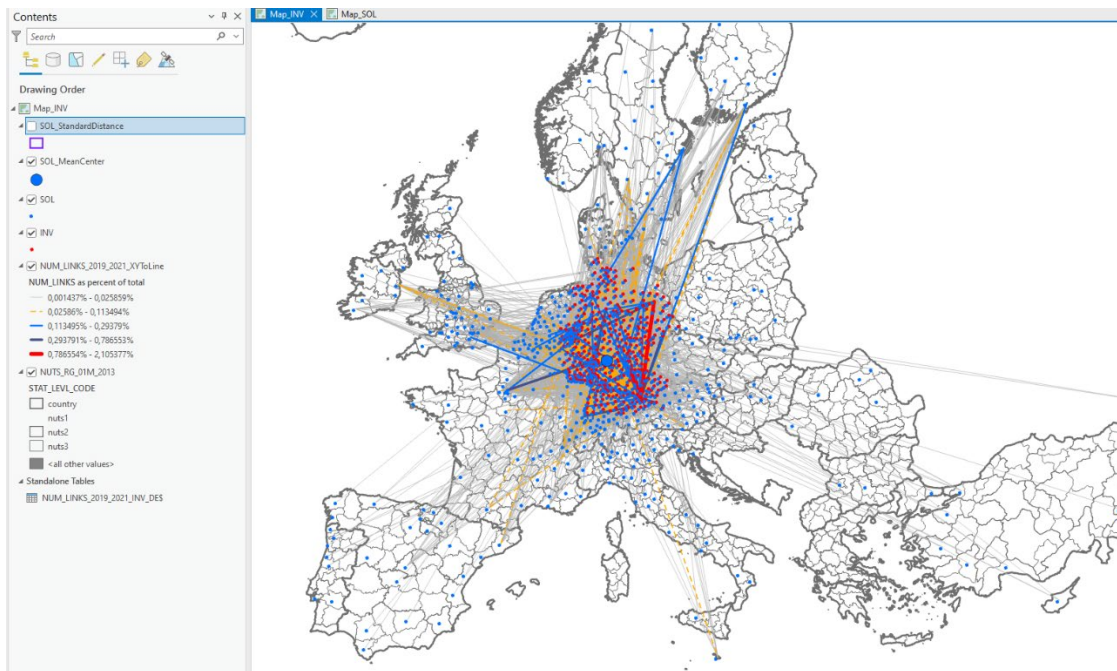 Contents
Map_INV
Map_SOL
Search
Drawing Order
Map_INV
SOL_StandardDistance
SOL_MeanCenter
SOL
INV
NUM_LINKS_2019_2021_XYToLine
NUM_LINKS as percent of total
0,001437% - 0,025859%
0,02586% - 0,113494%
0,113495% - 0,29379%
0,293791% - 0,786553%
0,786554% - 2,105377%
NUTS_RG_01M_2013
STAT_LEVL_CODE
country
nuts1
nuts2
nuts3
<all other values>
Standalone Tables
NUM_LINKS_2019_2021_INV_DE$